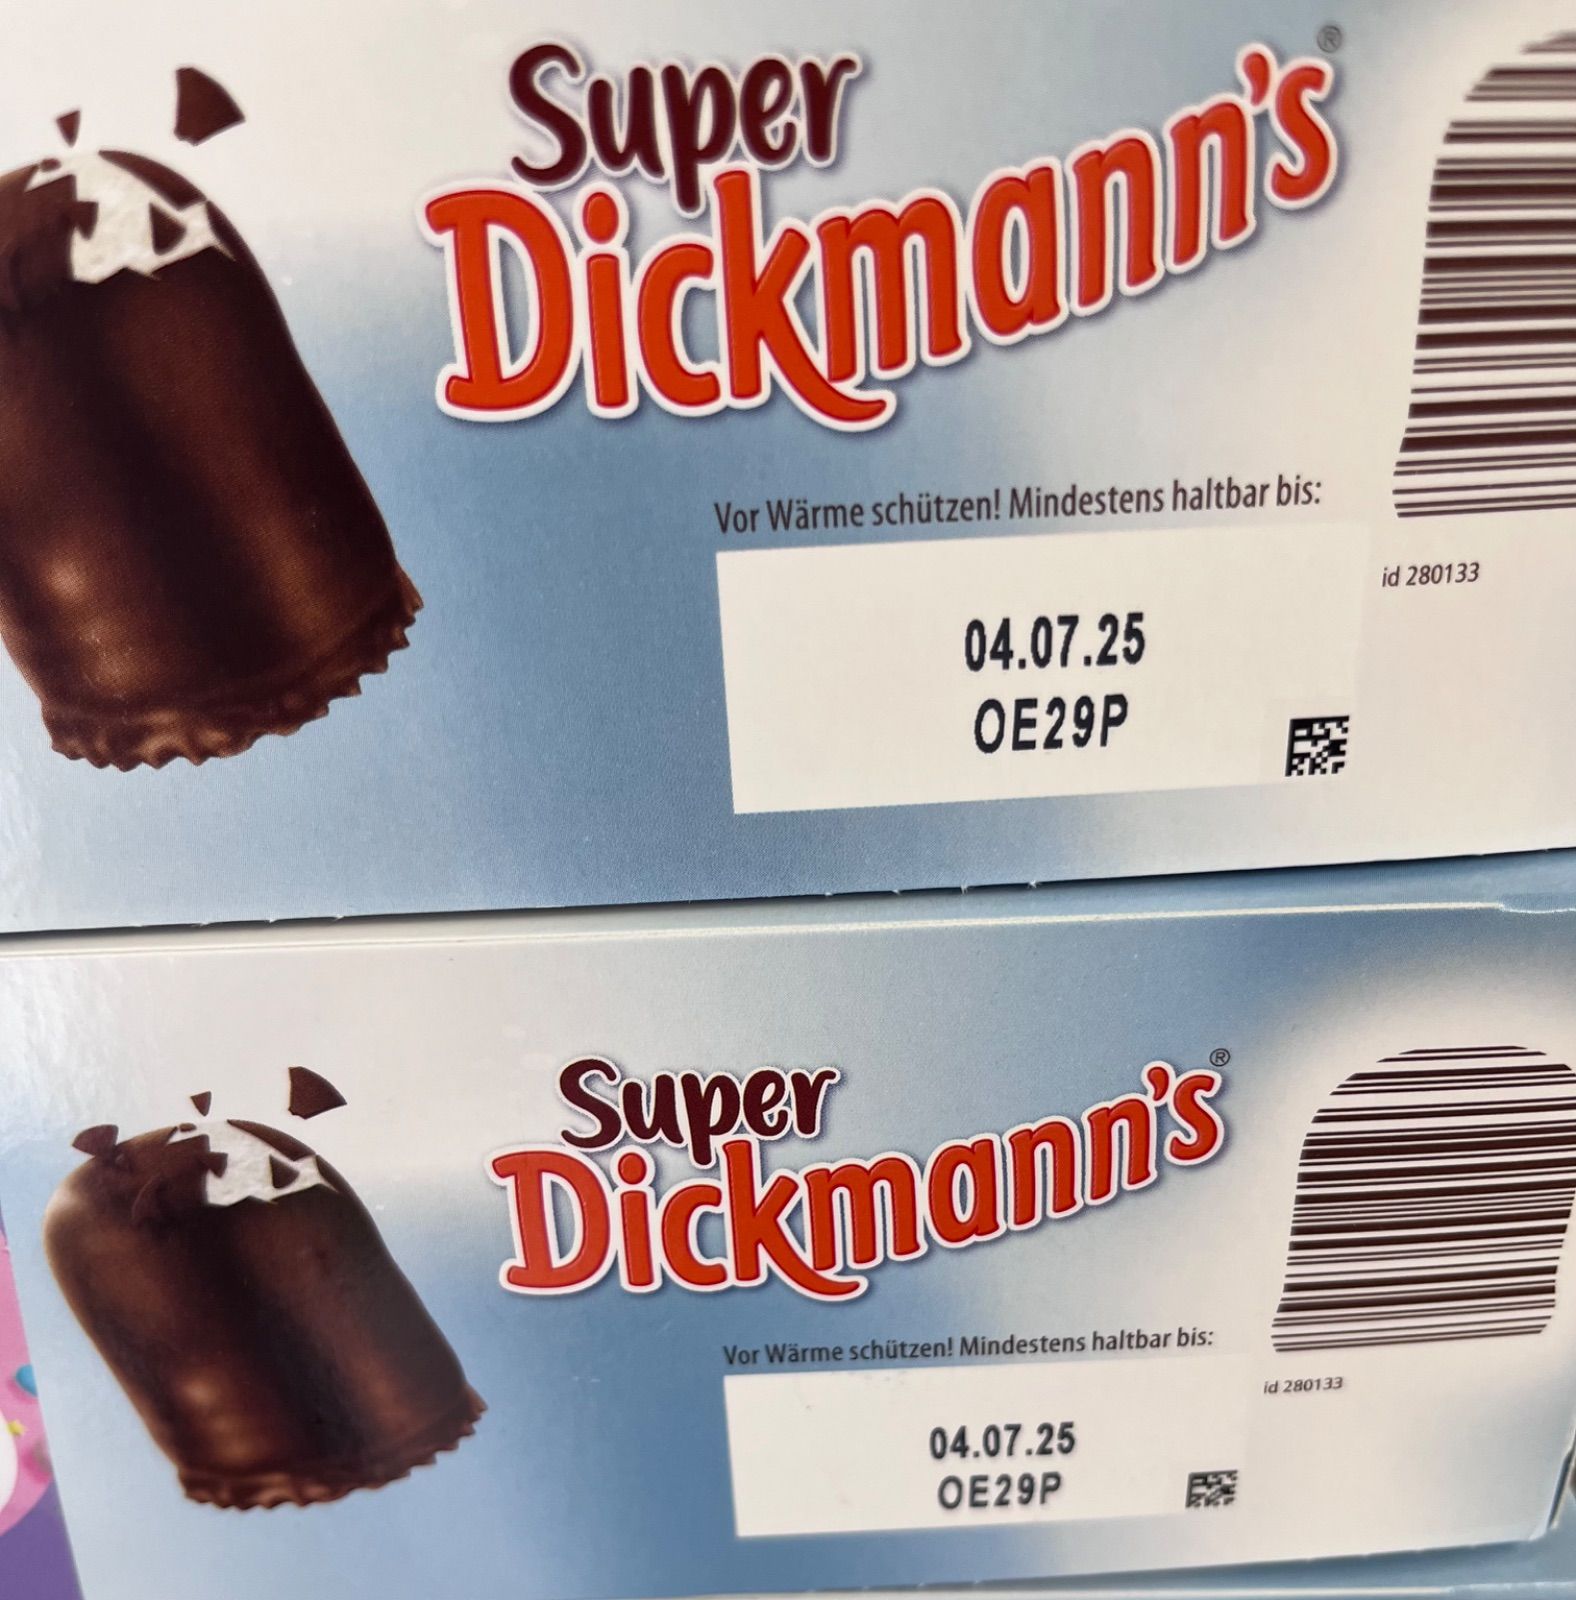 Super
Dickmann's®
Vor Wärme schützen! Mindestens haltbar bis:
04.07.25
OE29P
id 280133
Super
Dickmann's®
Vor Wärme schützen! Mindestens haltbar bis:
04.07.25
OE29P
id 280133